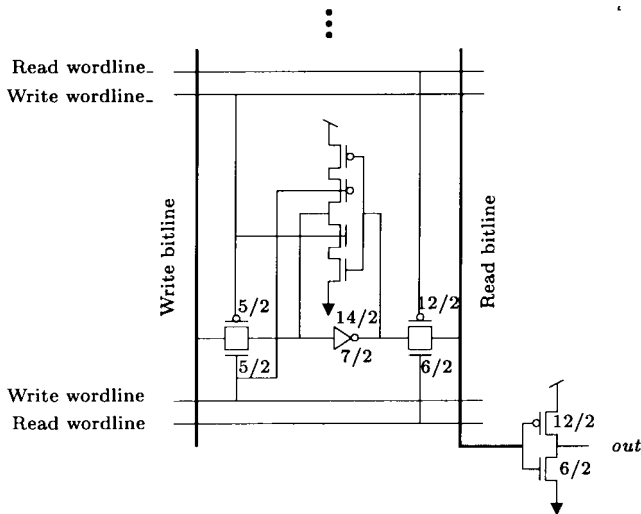 Read wordline_
Write wordline_
Write bitline
Read bitline
5/2
14/2
12/2
5/2
7/2
6/2
Write wordline
Read wordline
12/2
out
6/2